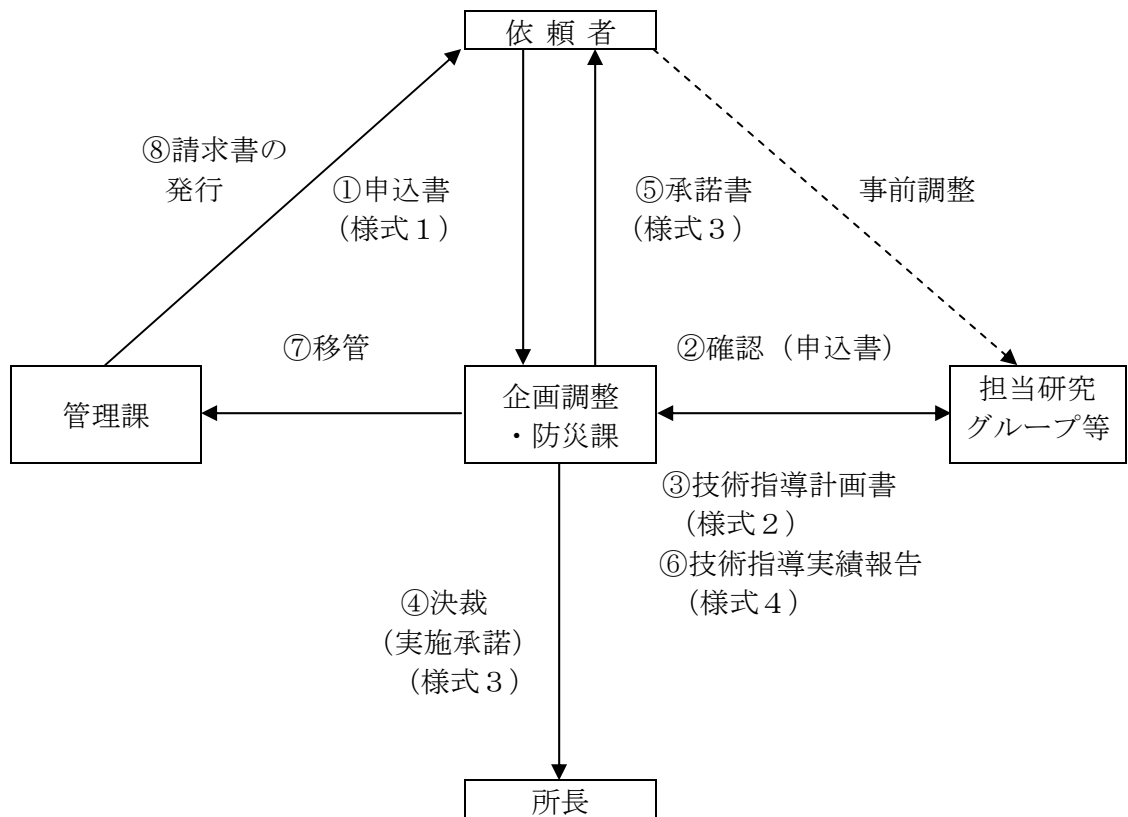 依 頼 者
⑧請求書の
発行
①申込書
（様式１）
⑤承諾書
（様式３）
事前調整
⑦移管
②確認（申込書）
管理課
企画調整
・防災課
担当研究
グループ等
③技術指導計画書
（様式２）
⑥技術指導実績報告
（様式４）
④決裁
（実施承諾）
（様式３）
所長